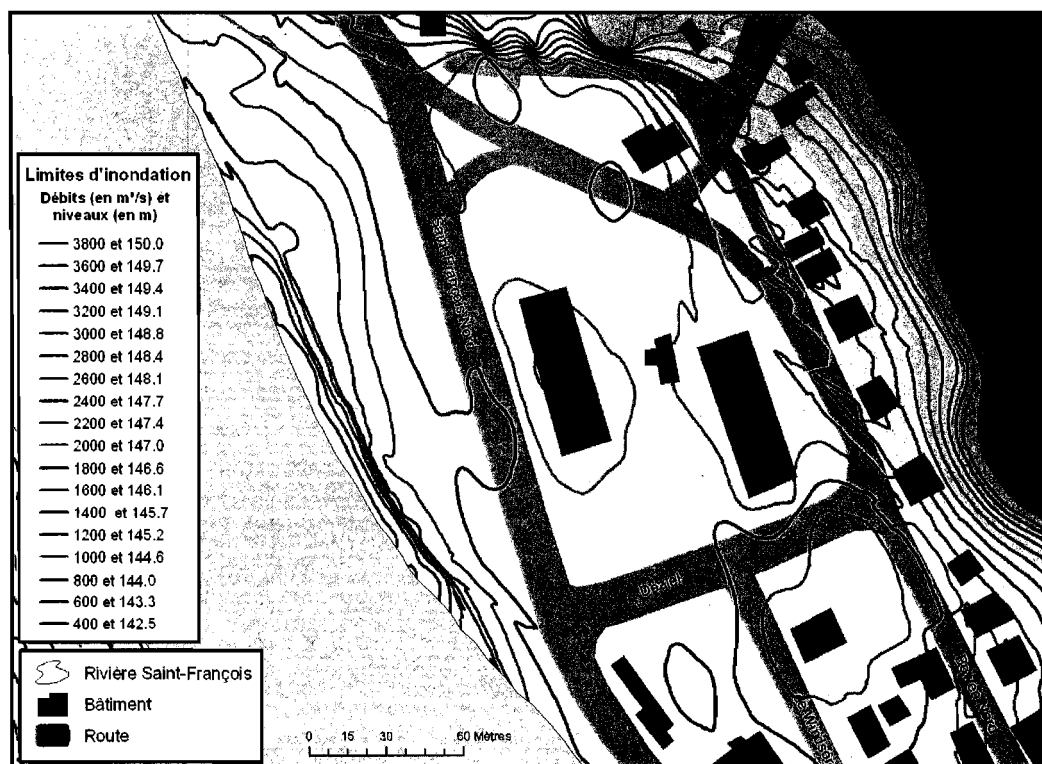 Limites d'inondation
Débits (en m³/s) et
niveaux (en m)
3800 et 150.0
3600 et 149.7
3400 et 149.4
3200 et 149.1
3000 et 148.8
2800 et 148.4
2600 et 148.1
2400 et 147.7
2200 et 147.4
2000 et 147.0
1800 et 146.6
1600 et 146.1
1400 et 145.7
1200 et 145.2
1000 et 144.6
800 et 144.0
600 et 143.3
400 et 142.5
Rivière Saint-François
Bâtiment
Route
0 15 30 60 Mètres